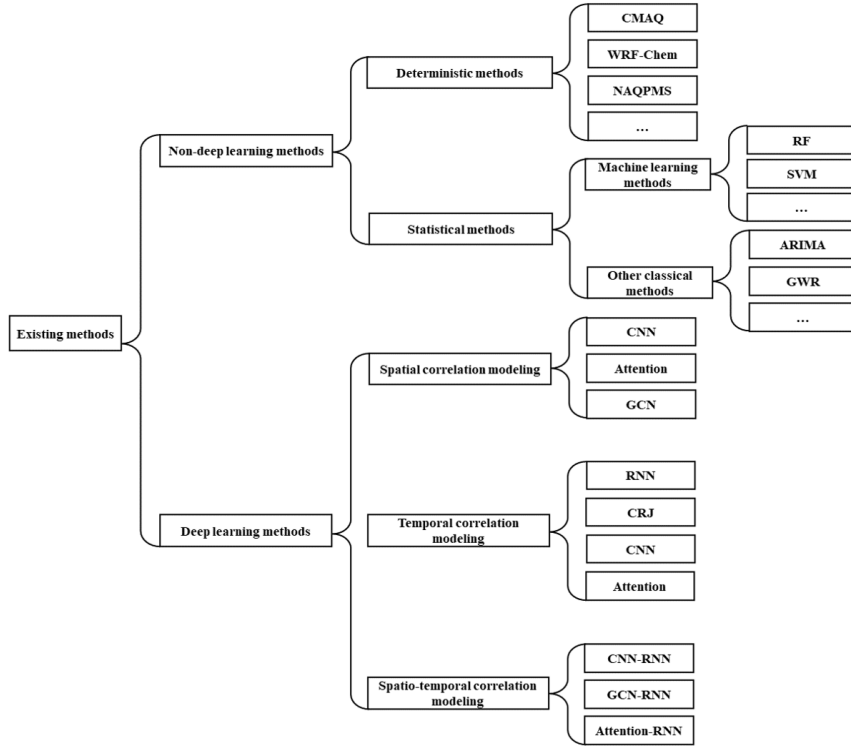 CMAQ
WRF-Chem
Deterministic methods
NAQPMS
...
RF
Non-deep learning methods
Machine learning
methods
SVM
...
Statistical methods
ARIMA
Other classical
methods
GWR
...
Existing methods
CNN
Spatial correlation modeling
Attention
GCN
RNN
CRJ
Deep learning methods
Temporal correlation
modeling
CNN
Attention
CNN-RNN
Spatio-temporal correlation
modeling
GCN-RNN
Attention-RNN